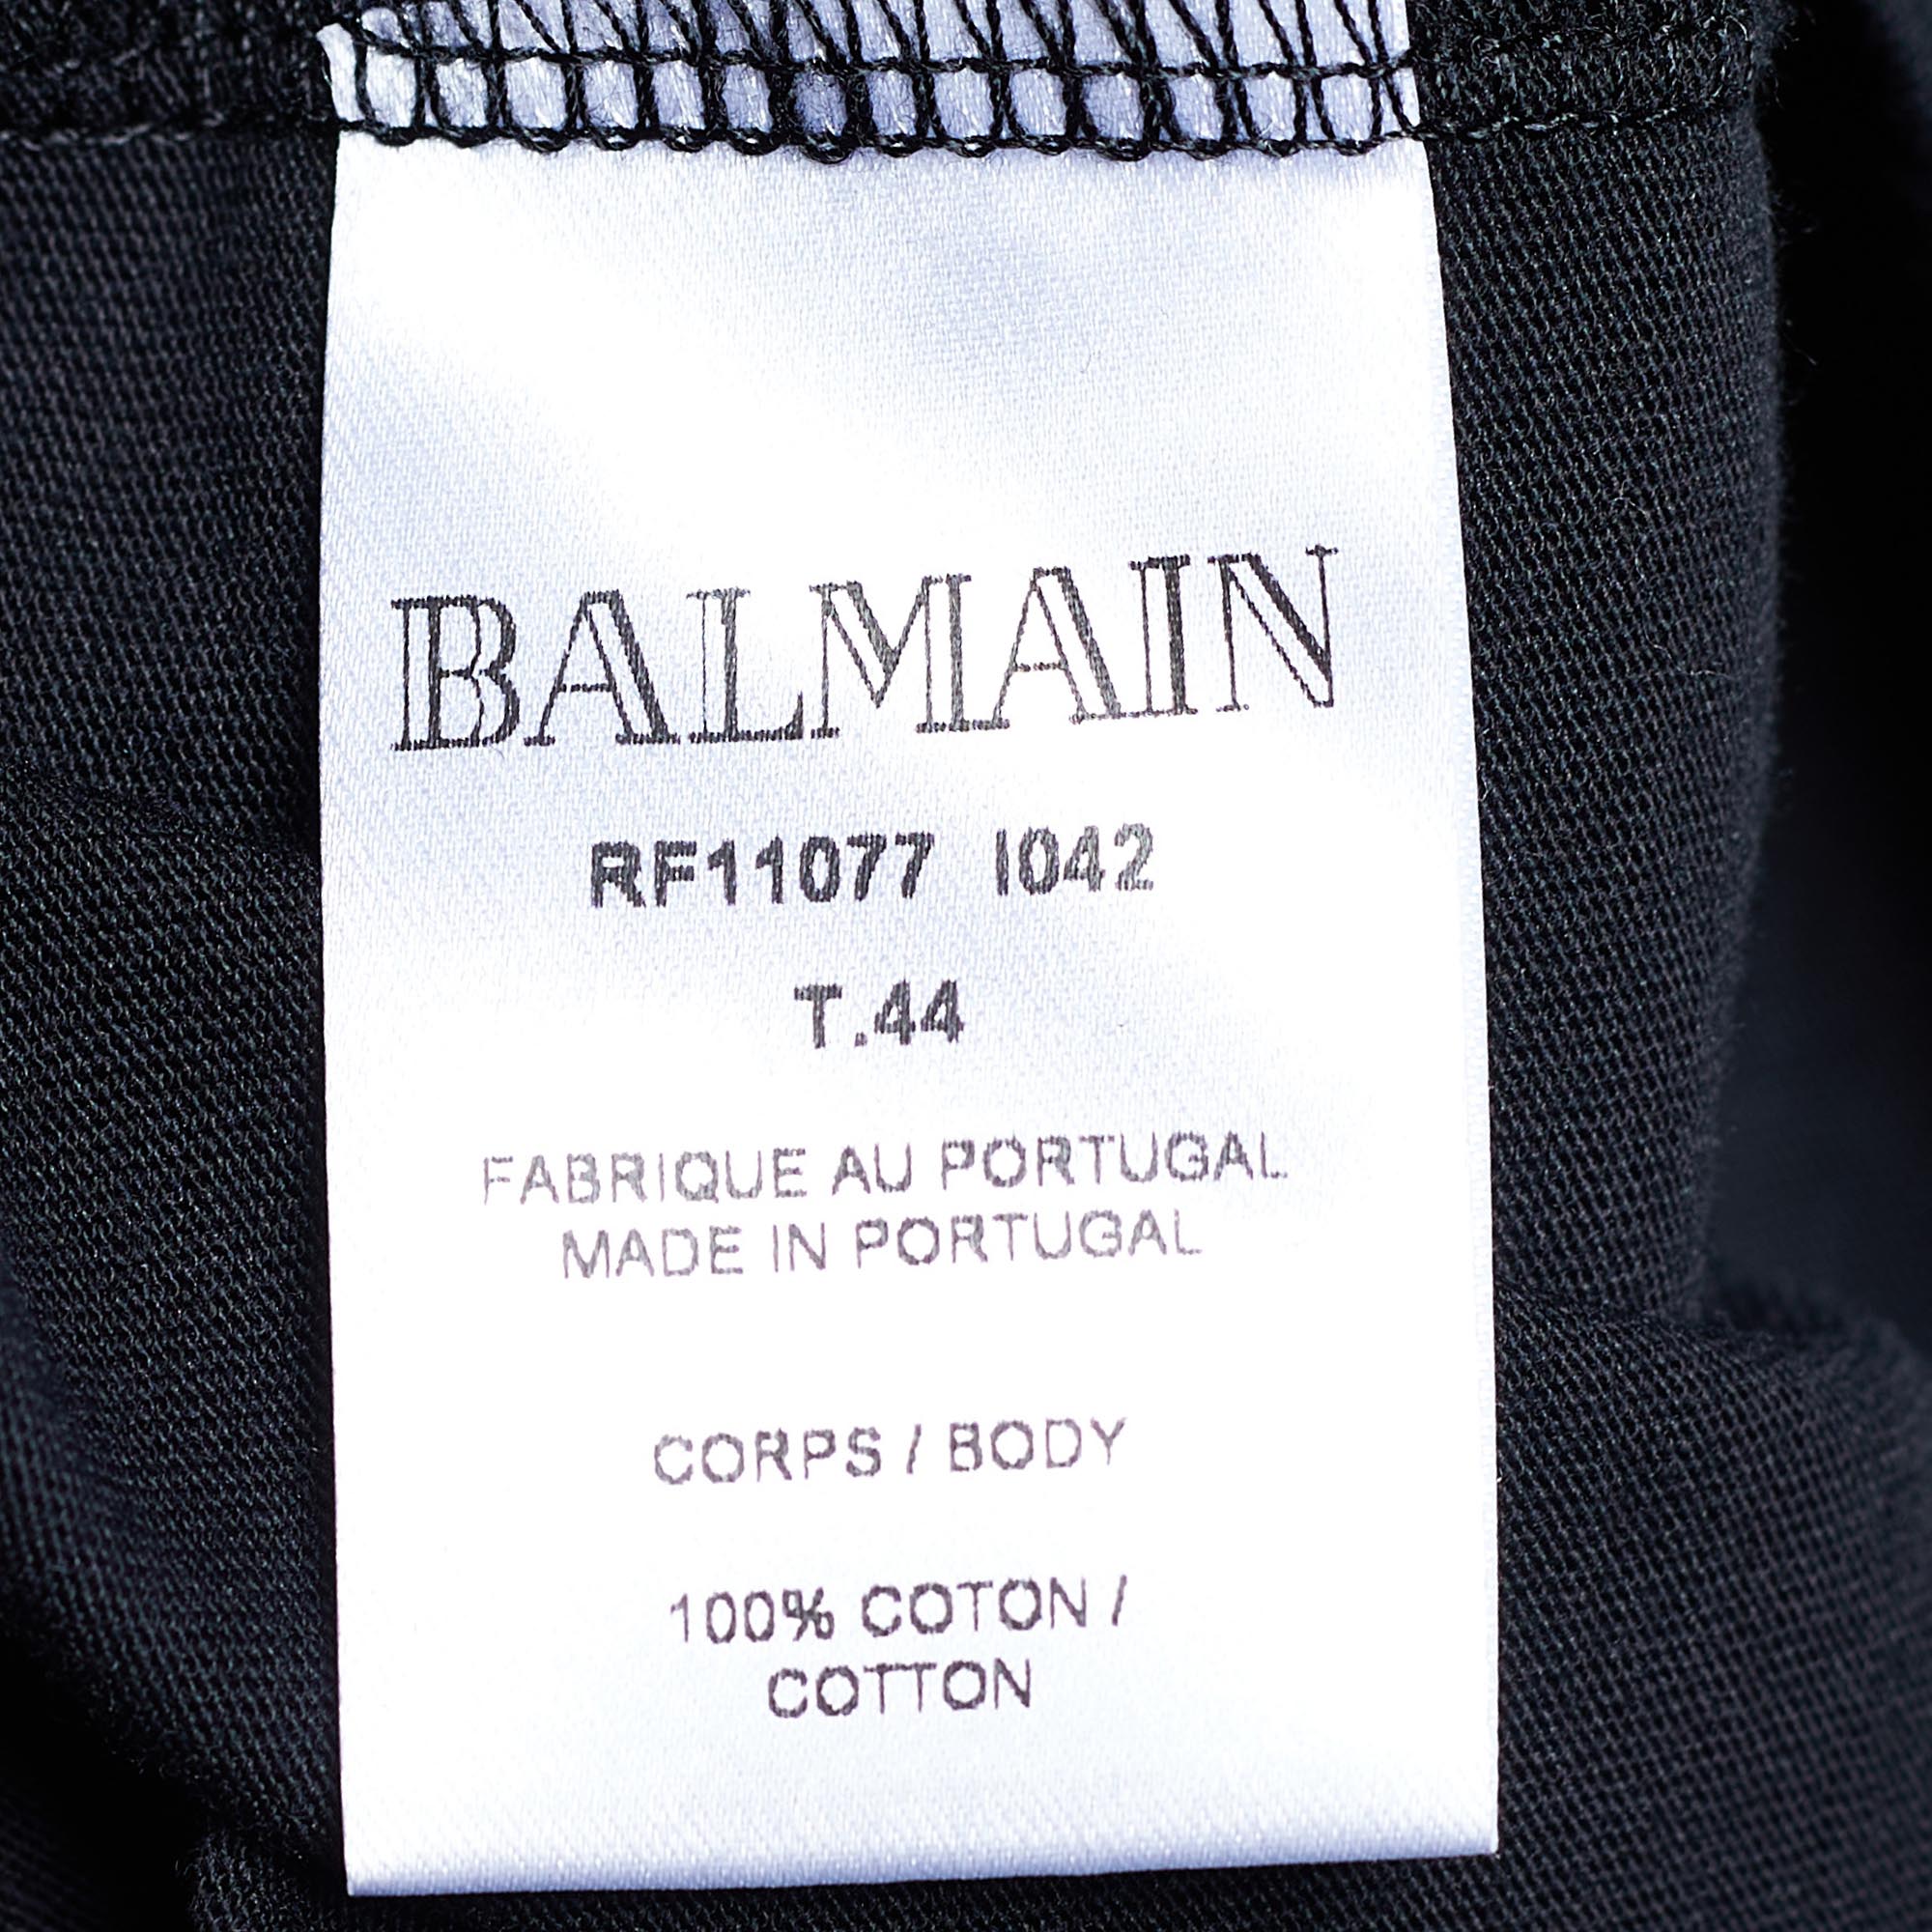 BALMAIN
RF11077 I042
T.44
FABRIQUE AU PORTUGAL
MADE IN PORTUGAL
CORPS / BODY
100% COTON /
COTTON